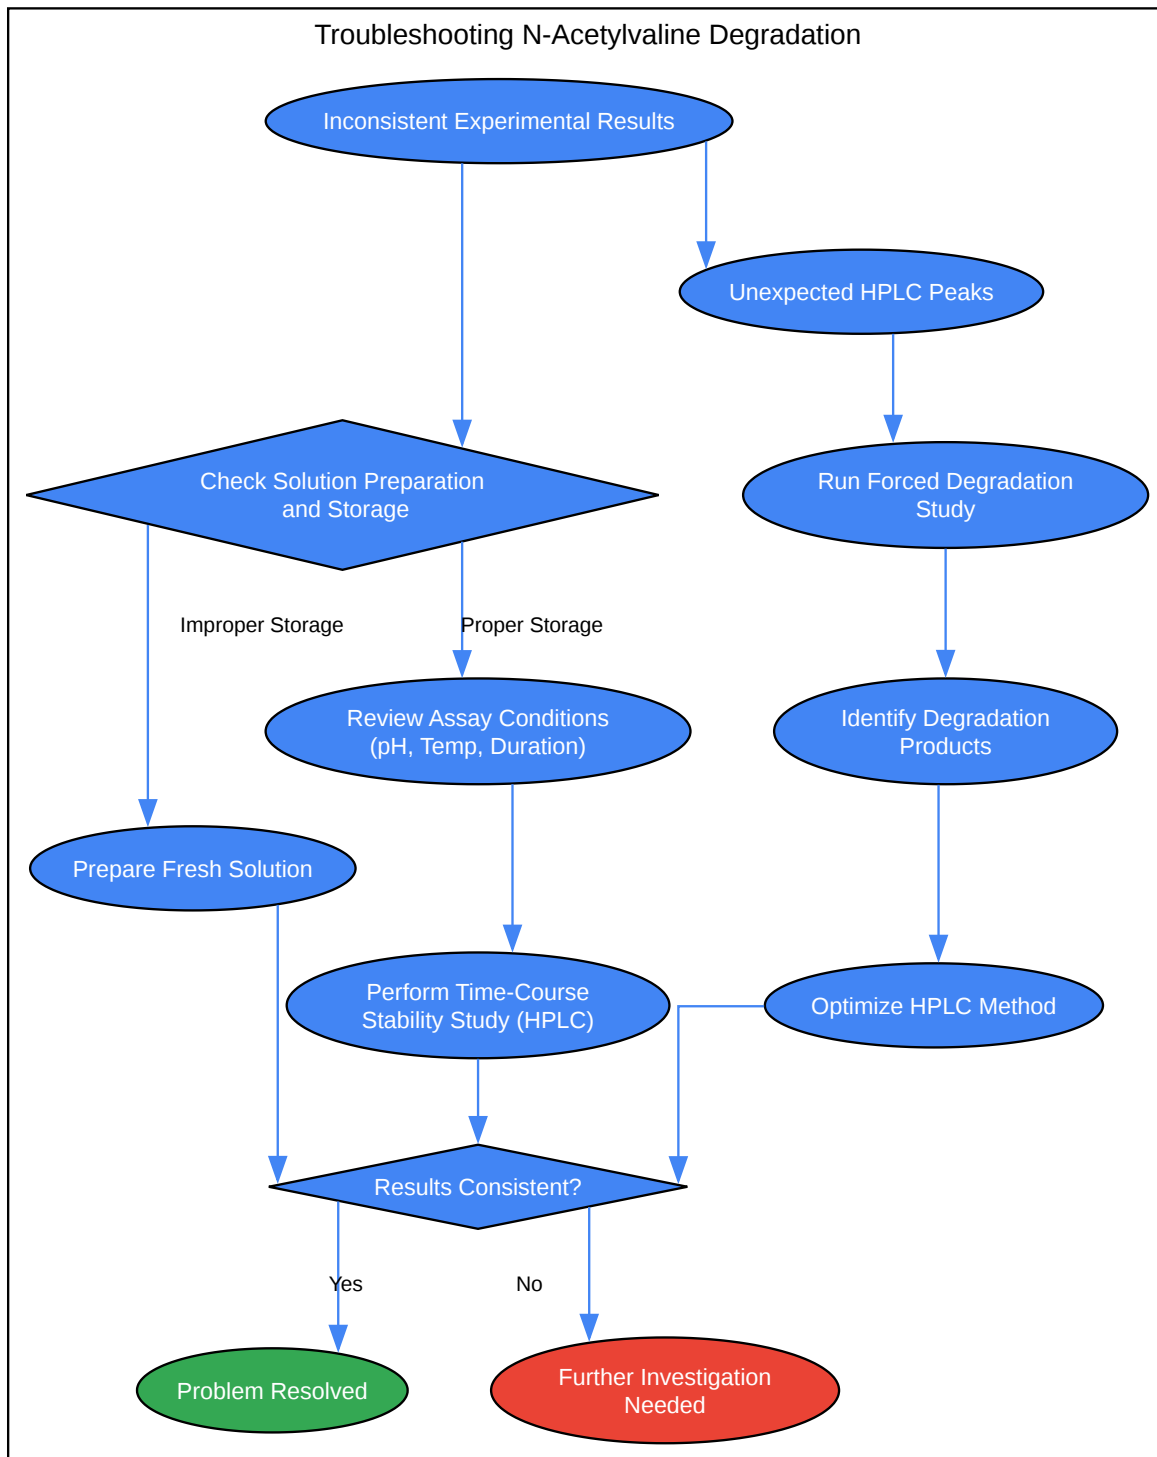 Troubleshooting N-Acetylvaline Degradation
Inconsistent Experimental Results
Unexpected HPLC Peaks
Check Solution Preparation
and Storage
Run Forced Degradation
Study
Improper Storage
Proper Storage
Review Assay Conditions
(pH, Temp, Duration)
Identify Degradation
Products
Prepare Fresh Solution
Perform Time-Course
Stability Study (HPLC)
Optimize HPLC Method
Results Consistent?
Yes
No
Problem Resolved
Further Investigation
Needed